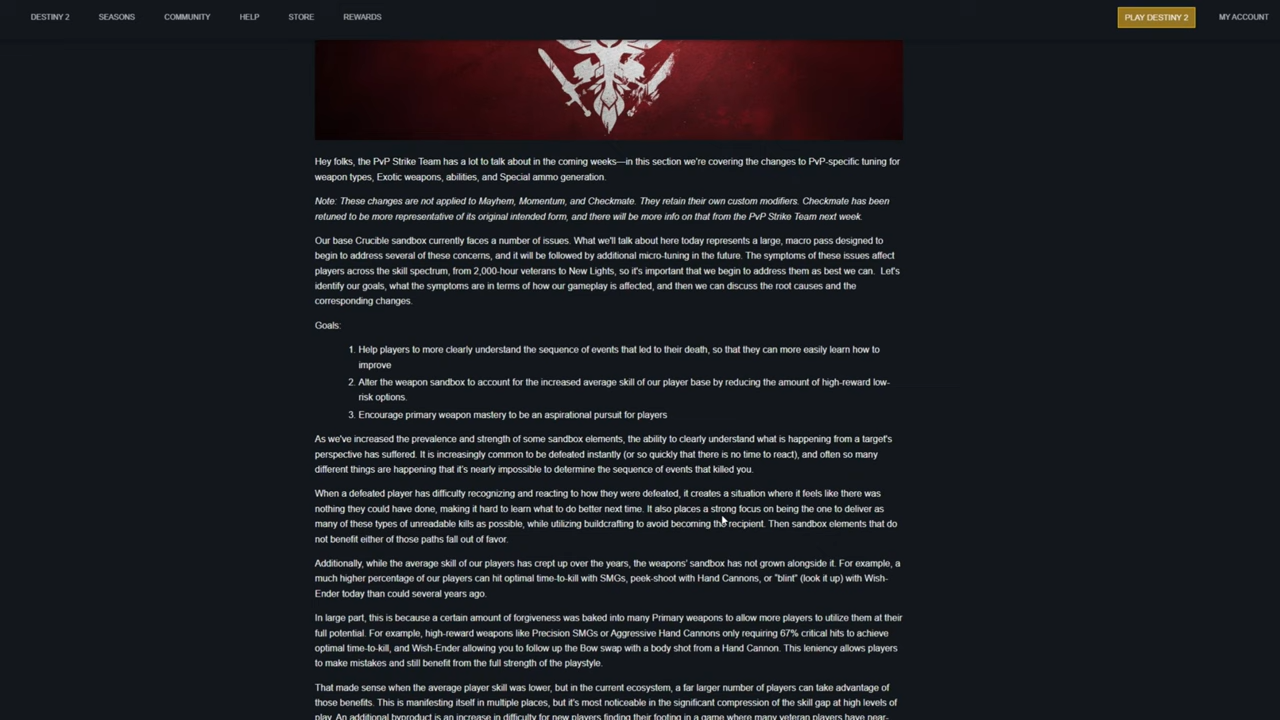 DESTINY 2 SEASONS COMMUNITY HELP STORE REWARDS PLAY DESTINY 2 MY ACCOUNT
Hey folks, the PvP Strike Team has a lot to talk about in the coming weeks—in this section we're covering the changes to PvP-specific tuning for
weapon types, Exotic weapons, abilities, and Special ammo generation.
Note: These changes are not applied to Mayhem, Momentum, and Checkmate. They retain their own custom modifiers. Checkmate has been
retuned to be more representative of its original intended form, and there will be more info on that from the PvP Strike Team next week.
Our base Crucible sandbox currently faces a number of issues. What we'll talk about here today represents a large, macro pass designed to
begin to address several of these concerns, and it will be followed by additional micro-tuning in the future. The symptoms of these issues affect
players across the skill spectrum, from 2,000-hour veterans to New Lights, so it's important that we begin to address them as best we can. Let's
identify our goals, what the symptoms are in terms of how our gameplay is affected, and then we can discuss the root causes and the
corresponding changes.
Goals:
1. Help players to more clearly understand the sequence of events that led to their death, so that they can more easily learn how to
improve
2. Alter the weapon sandbox to account for the increased average skill of our player base by reducing the amount of high-reward low-
risk options.
3. Encourage primary weapon mastery to be an aspirational pursuit for players
As we've increased the prevalence and strength of some sandbox elements, the ability to clearly understand what is happening from a target's
perspective has suffered. It is increasingly common to be defeated instantly (or so quickly that there is no time to react), and often so many
different things are happening that it's nearly impossible to determine the sequence of events that killed you.
When a defeated player has difficulty recognizing and reacting to how they were defeated, it creates a situation where it feels like there was
nothing they could have done, making it hard to learn what to do better next time. It also places a strong focus on being the one to deliver as
many of these types of unreadable kills as possible, while utilizing buildcrafting to avoid becoming the recipient. Then sandbox elements that do
not benefit either of those paths fall out of favor.
Additionally, while the average skill of our players has crept up over the years, the weapons' sandbox has not grown alongside it. For example, a
much higher percentage of our players can hit optimal time-to-kill with SMGs, peek-shoot with Hand Cannons, or "blint" (look it up) with Wish-
Ender today than could several years ago.
In large part, this is because a certain amount of forgiveness was baked into many Primary weapons to allow more players to utilize them at their
full potential. For example, high-reward weapons like Precision SMGs or Aggressive Hand Cannons only requiring 67% critical hits to achieve
optimal time-to-kill, and Wish-Ender allowing you to follow up the Bow swap with a body shot from a Hand Cannon. This leniency allows players
to make mistakes and still benefit from the full strength of the playstyle.
That made sense when the average player skill was lower, but in the current ecosystem, a far larger number of players can take advantage of
those benefits. This is manifesting itself in multiple places, but it's most noticeable in the significant compression of the skill gap at high levels of
play. An additional byproduct is an increase in difficulty for new players finding their footing in a game where many veteran players have near-